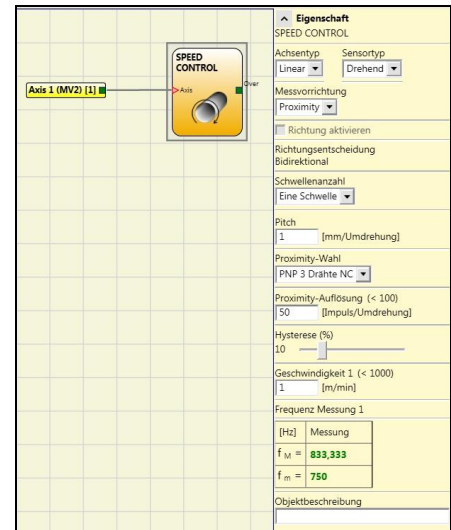 SPEED
CONTROL
Axis 1 (MV2) [1]
Axis
Over
Eigenschaft
SPEED CONTROL
Achsentyp Sensortyp
Linear Drehend
Messvorrichtung
Proximity
Richtung aktivieren
Richtungsentscheidung
Bidirektional
Schwellenanzahl
Eine Schwelle
Pitch
1 [mm/Umdrehung]
Proximity-Wahl
PNP 3 Drähte NC
Proximity-Auflösung (< 100)
50 [Impuls/Umdrehung]
Hysterese (%)
10
Geschwindigkeit 1 (< 1000)
1 [m/min]
Frequenz Messung 1
[Hz] Messung
f M = 833,333
f m = 750
Objektbeschreibung